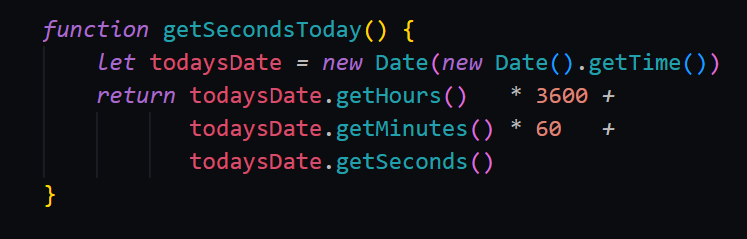 function getSecondsToday() {
    let todaysDate = new Date(new Date().getTime())
    return todaysDate.getHours()   * 3600 +
           todaysDate.getMinutes() * 60   +
           todaysDate.getSeconds()
}